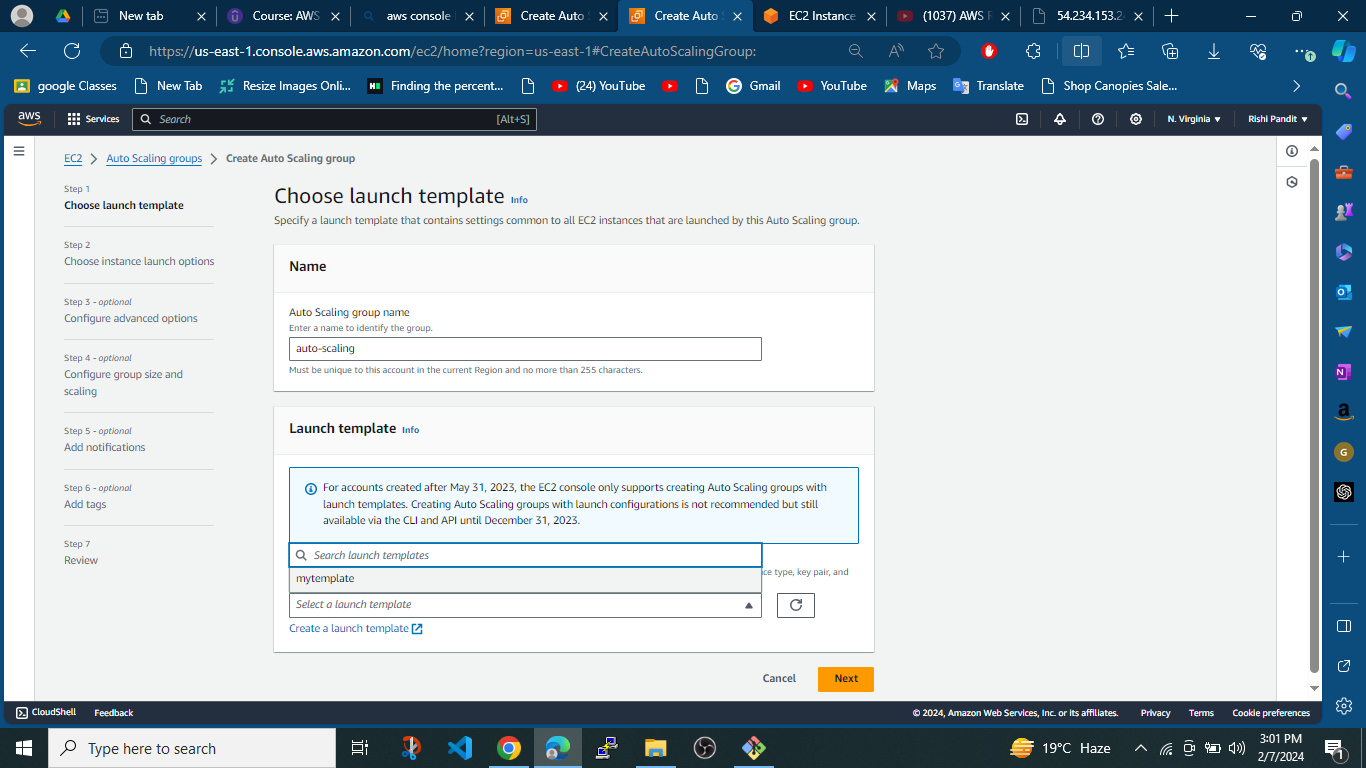 New tab
Course: AWS
aws console
Create Auto
Create Auto
EC2 Instance
(1037) AWS
54.234.153.2
https://us-east-1.console.aws.amazon.com/ec2/home?region=us-east-1#CreateAutoScalingGroup:
google Classes
New Tab
Resize Images Onli...
Finding the percent...
(24) YouTube
Gmail
YouTube
Maps
Translate
Shop Canopies Sale...
aws
Services
Search
[Alt+S]
N. Virginia
Rishi Pandit
EC2
Auto Scaling groups
Create Auto Scaling group
Step 1
Choose launch template
Step 2
Choose instance launch options
Step 3 - optional
Configure advanced options
Step 4 - optional
Configure group size and
scaling
Step 5 - optional
Add notifications
Step 6 - optional
Add tags
Step 7
Review
Choose launch template Info
Specify a launch template that contains settings common to all EC2 instances that are launched by this Auto Scaling group.
Name
Auto Scaling group name
Enter a name to identify the group.
auto-scaling
Must be unique to this account in the current Region and no more than 255 characters.
Launch template Info
For accounts created after May 31, 2023, the EC2 console only supports creating Auto Scaling groups with
launch templates. Creating Auto Scaling groups with launch configurations is not recommended but still
available via the CLI and API until December 31, 2023.
Search launch templates
type, key pair, and
mytemplate
Select a launch template
Create a launch template
Cancel
Next
CloudShell
Feedback
© 2024, Amazon Web Services, Inc. or its affiliates.
Privacy
Terms
Cookie preferences
Type here to search
19°C Haze
3:01 PM
2/7/2024
1